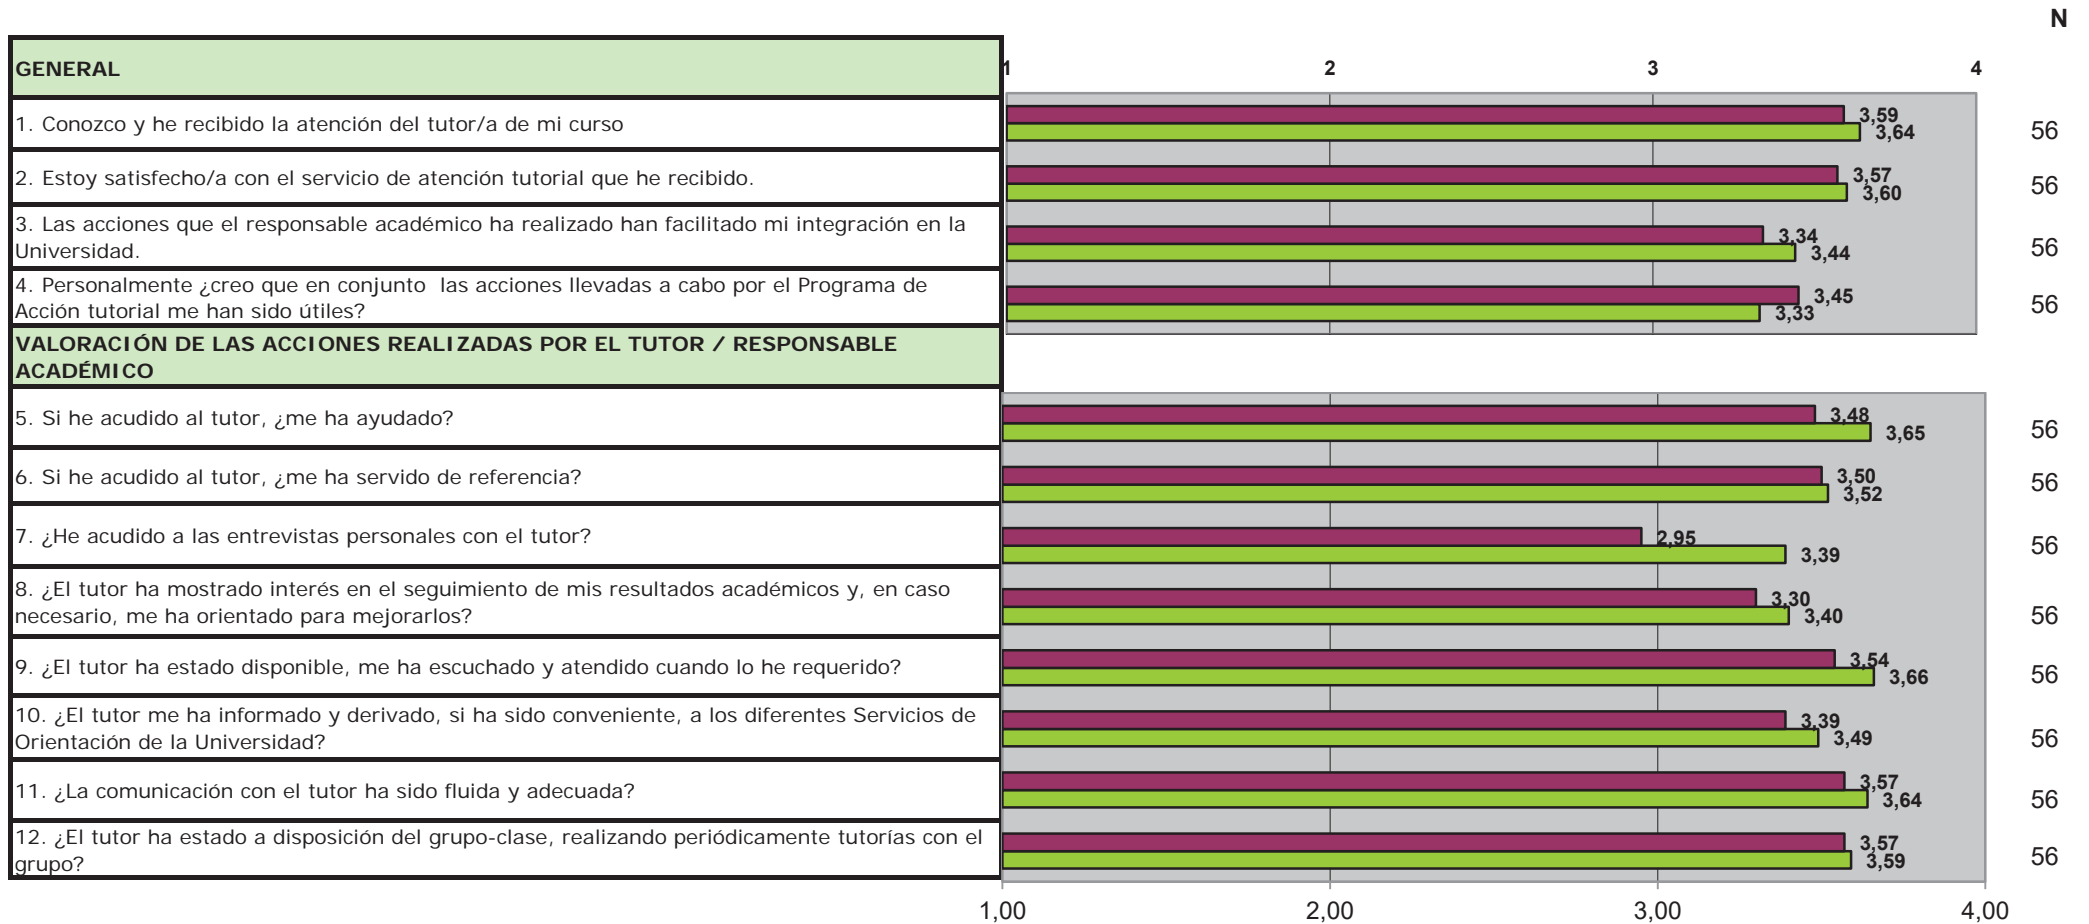 N
GENERAL
1 2 3 4
1. Conozco y he recibido la atención del tutor/a de mi curso
3,59
3,64
56
2. Estoy satisfecho/a con el servicio de atención tutorial que he recibido.
3,57
3,60
56
3. Las acciones que el responsable académico ha realizado han facilitado mi integración en la
Universidad.
3,34
3,44
56
4. Personalmente ¿creo que en conjunto las acciones llevadas a cabo por el Programa de
Acción tutorial me han sido útiles?
3,45
3,33
56
VALORACIÓN DE LAS ACCIONES REALIZADAS POR EL TUTOR / RESPONSABLE
ACADÉMICO
5. Si he acudido al tutor, ¿me ha ayudado?
3,48
3,65
56
6. Si he acudido al tutor, ¿me ha servido de referencia?
3,50
3,52
56
7. ¿He acudido a las entrevistas personales con el tutor?
2,95
3,39
56
8. ¿El tutor ha mostrado interés en el seguimiento de mis resultados académicos y, en caso
necesario, me ha orientado para mejorarlos?
3,30
3,40
56
9. ¿El tutor ha estado disponible, me ha escuchado y atendido cuando lo he requerido?
3,54
3,66
56
10. ¿El tutor me ha informado y derivado, si ha sido conveniente, a los diferentes Servicios de
Orientación de la Universidad?
3,39
3,49
56
11. ¿La comunicación con el tutor ha sido fluida y adecuada?
3,57
3,64
56
12. ¿El tutor ha estado a disposición del grupo-clase, realizando periódicamente tutorías con el
grupo?
3,57
3,59
56
1,00 2,00 3,00 4,00